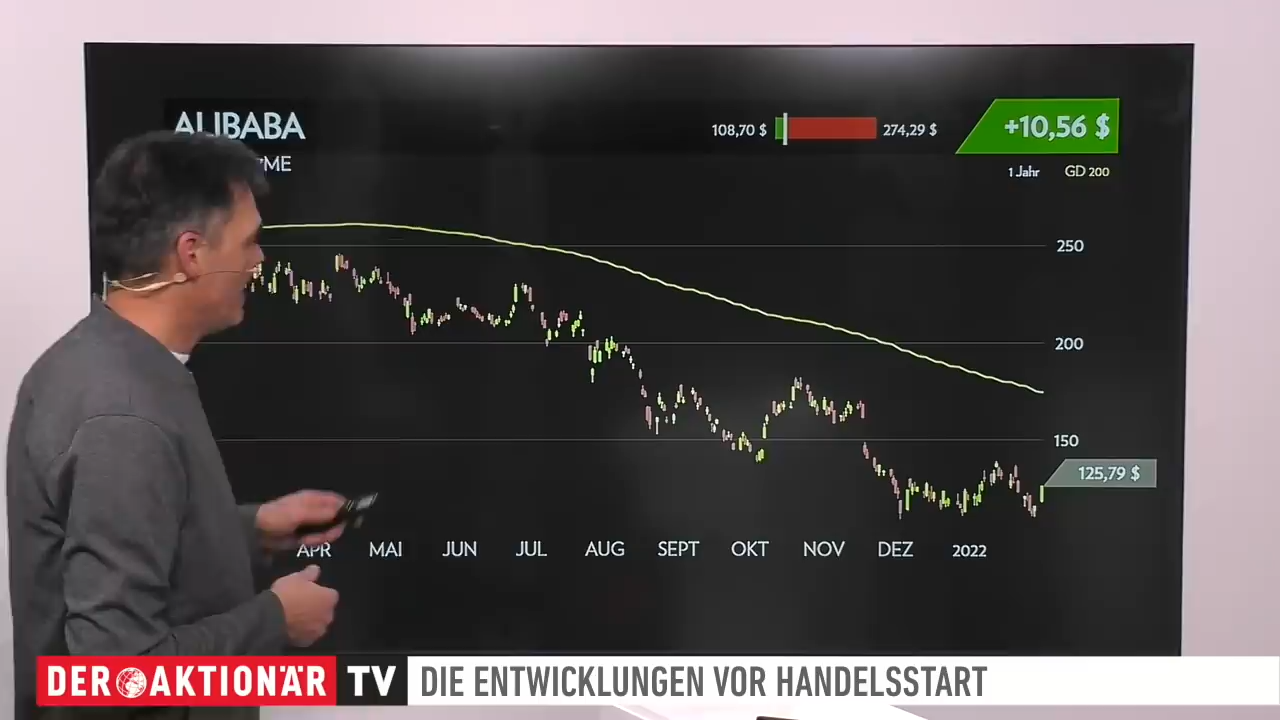 ALIBABA
ME
108,70 $
274,29 $
+10,56 $
1 Jahr
GD 200
250
200
150
125,79 $
APR
MAI
JUN
JUL
AUG
SEPT
OKT
NOV
DEZ
2022
DER AKTIONÄR TV
DIE ENTWICKLUNGEN VOR HANDELSSTART